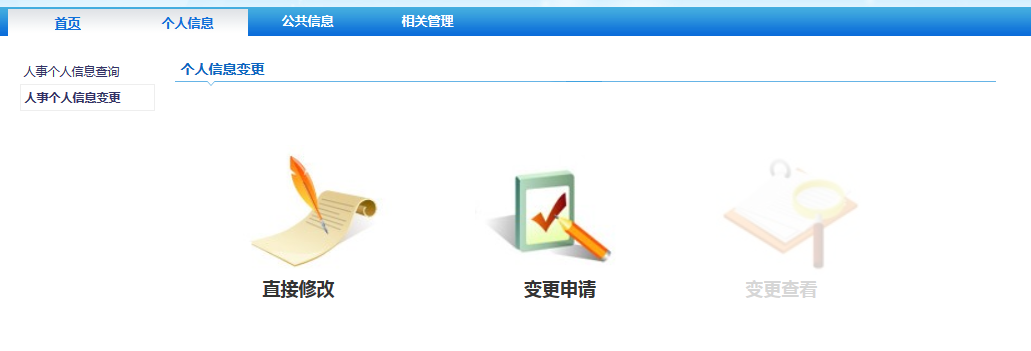 首页 个人信息 公共信息 相关管理
人事个人信息查询
人事个人信息变更
个人信息变更
直接修改 变更申请 变更查看